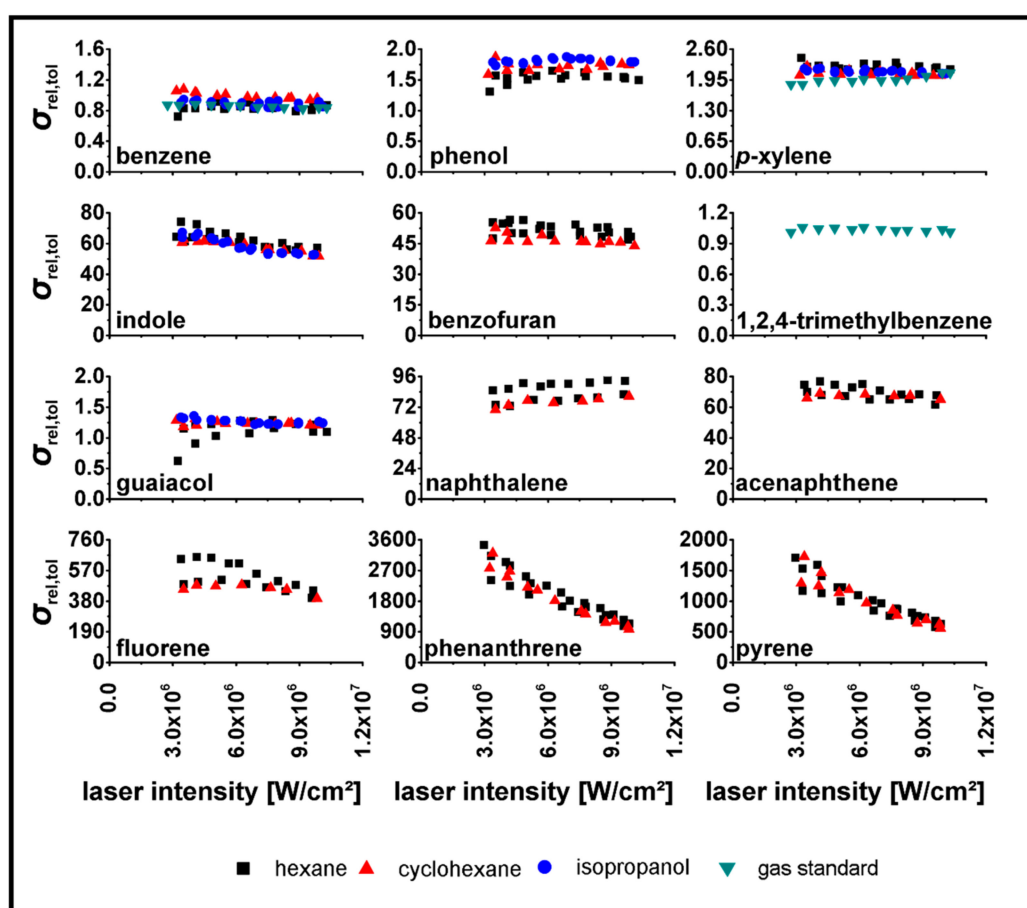 σrel,tol
1.6
1.2
0.8
0.4
0.0
benzene
2.0
1.5
1.0
0.5
0.0
phenol
2.60
1.95
1.30
0.65
0.00
p-xylene
σrel,tol
80
60
40
20
0
indole
60
45
30
15
0
benzofuran
1.2
0.9
0.6
0.3
0.0
1,2,4-trimethylbenzene
σrel,tol
2.0
1.5
1.0
0.5
0.0
guaiacol
96
72
48
24
0
naphthalene
80
60
40
20
0
acenaphthene
σrel,tol
760
570
380
190
0
fluorene
3600
2700
1800
900
0
phenanthrene
2000
1500
1000
500
0
pyrene
0.0
3.0x10⁶
6.0x10⁶
9.0x10⁶
1.2x10⁷
0.0
3.0x10⁶
6.0x10⁶
9.0x10⁶
1.2x10⁷
0.0
3.0x10⁶
6.0x10⁶
9.0x10⁶
1.2x10⁷
laser intensity [W/cm²]
laser intensity [W/cm²]
laser intensity [W/cm²]
hexane cyclohexane isopropanol gas standard